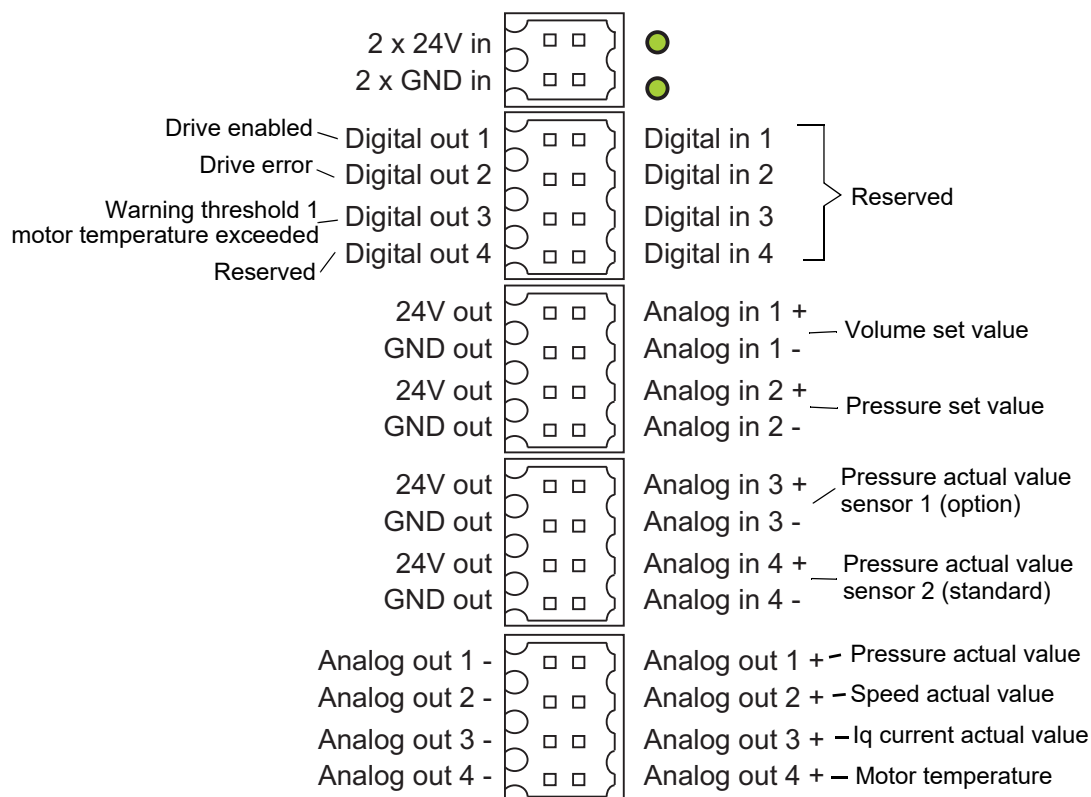 2 x 24V in
2 x GND in
Drive enabled
Digital out 1
Digital in 1
Drive error
Digital out 2
Digital in 2
Reserved
Warning threshold 1
motor temperature exceeded
Digital out 3
Digital in 3
Reserved
Digital out 4
Digital in 4
24V out
Analog in 1 +
Volume set value
GND out
Analog in 1 -
24V out
Analog in 2 +
Pressure set value
GND out
Analog in 2 -
24V out
Analog in 3 +
Pressure actual value
sensor 1 (option)
GND out
Analog in 3 -
24V out
Analog in 4 +
Pressure actual value
sensor 2 (standard)
GND out
Analog in 4 -
Analog out 1 -
Analog out 1 +
Pressure actual value
Analog out 2 -
Analog out 2 +
Speed actual value
Analog out 3 -
Analog out 3 +
Iq current actual value
Analog out 4 -
Analog out 4 +
Motor temperature